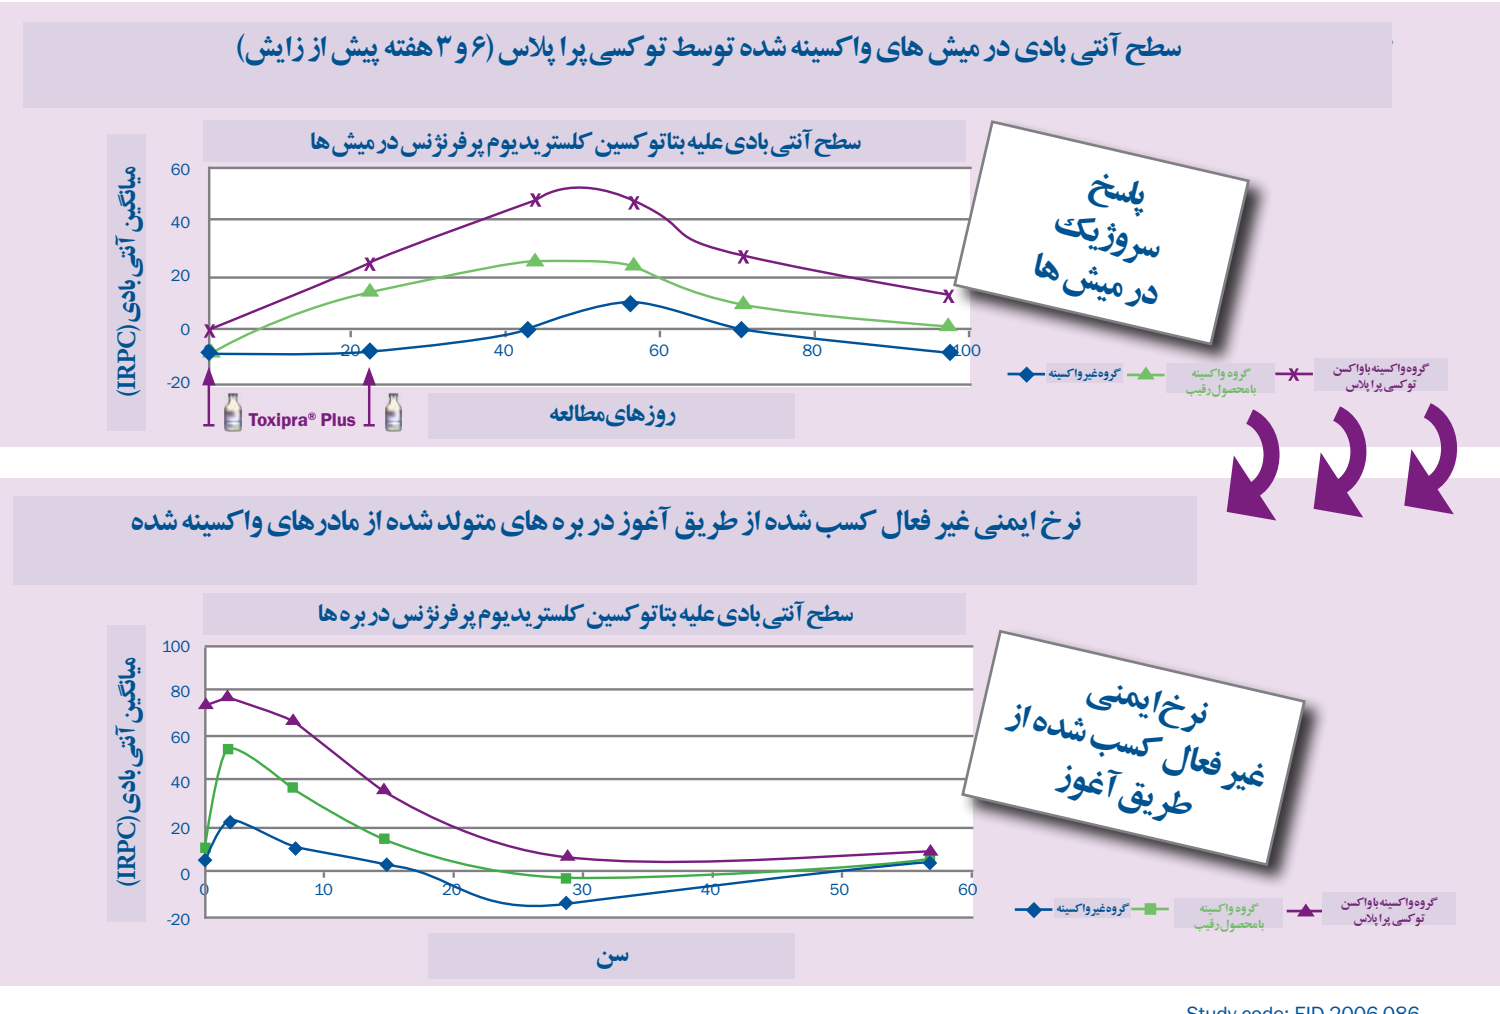 سطح آنتی بادی در میش های واکسینه شده توسط توکسی پرا پلاس (۶ و ۳ هفته پیش از زایش)
سطح آنتی بادی علیه بتاتوکسین کلستریدیوم پرفرنژنس در میش ها
میانگین آنتی بادی (IRPC)
60
40
20
0
-20
20
40
60
80
100
Toxipra® Plus
روزهای مطالعه
پاسخ
سروژیک
در میش ها
گروه واکسینه با واکسن
توکسی پرا پلاس
گروه واکسینه
با محصول رقیب
گروه غیر واکسینه
نرخ ایمنی غیر فعال کسب شده از طریق آغوز در بره های متولد شده از مادرهای واکسینه شده
سطح آنتی بادی علیه بتاتوکسین کلستریدیوم پرفرنژنس در بره ها
میانگین آنتی بادی (IRPC)
100
80
60
40
20
0
-20
0
10
20
30
40
50
60
سن
نرخ ایمنی
غیر فعال کسب شده از
طریق آغوز
گروه واکسینه با واکسن
توکسی پرا پلاس
گروه واکسینه
با محصول رقیب
گروه غیر واکسینه